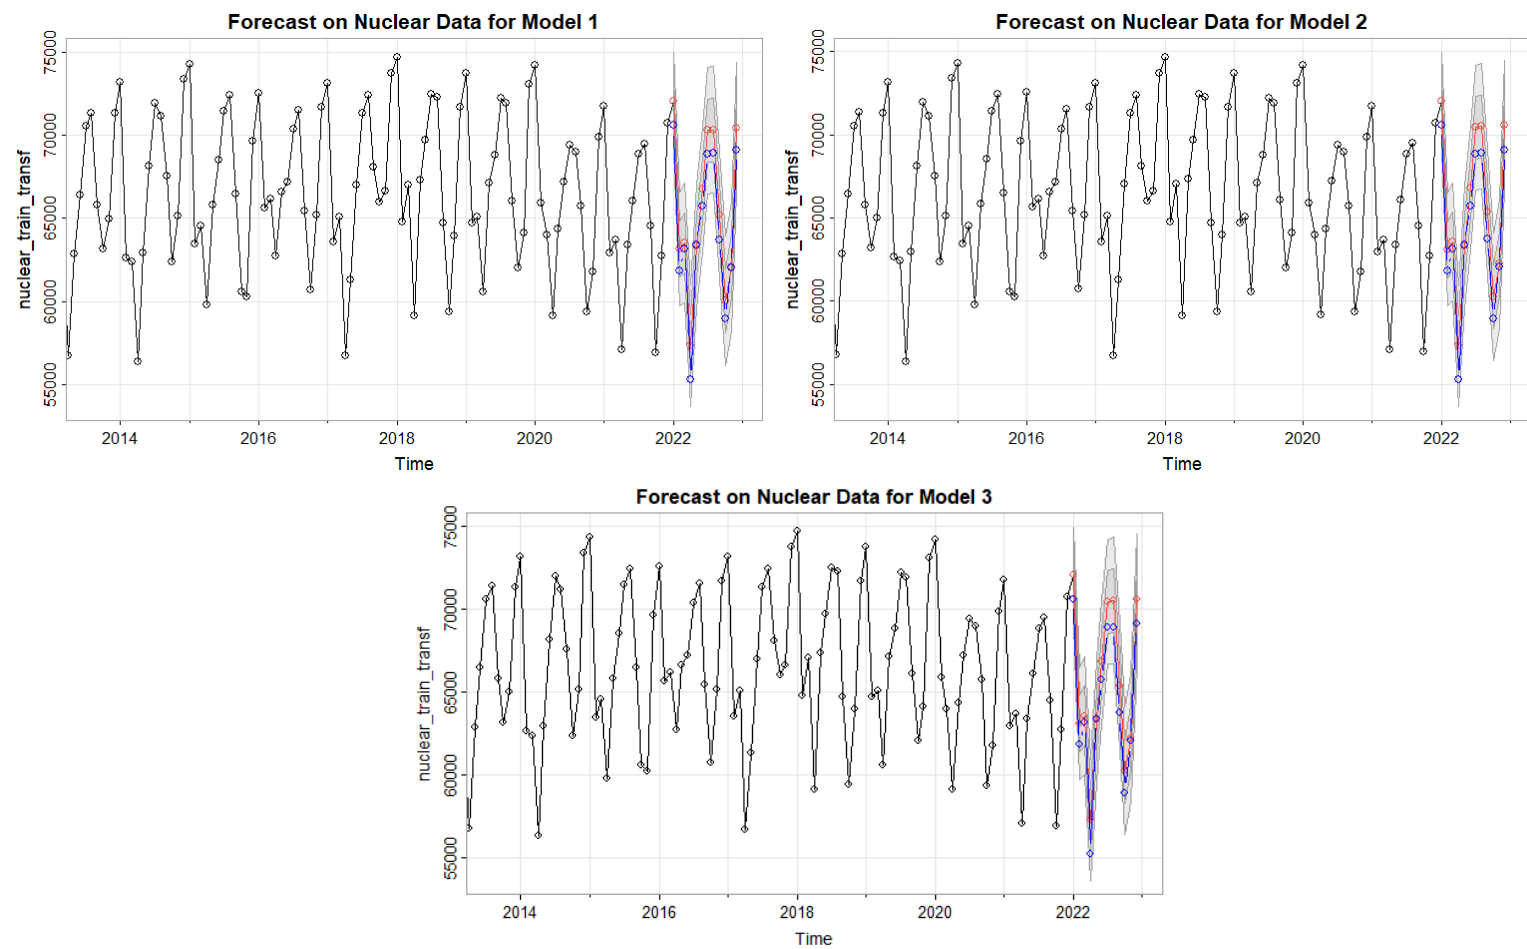 Forecast on Nuclear Data for Model 1
nuclear_train_transf
75000
70000
65000
60000
55000
2014 2016 2018 2020 2022
Time
Forecast on Nuclear Data for Model 2
nuclear_train_transf
75000
70000
65000
60000
55000
2014 2016 2018 2020 2022
Time
Forecast on Nuclear Data for Model 3
nuclear_train_transf
75000
70000
65000
60000
55000
2014 2016 2018 2020 2022
Time